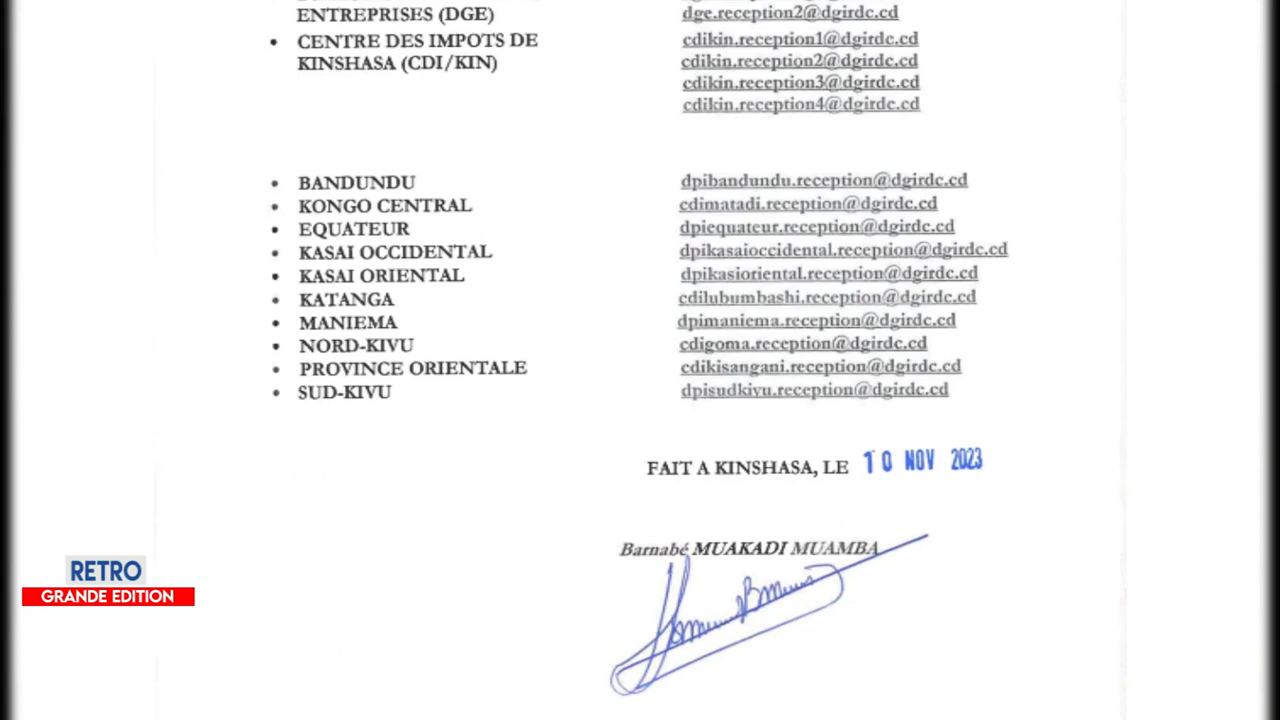 ENTREPRISES (DGE) dge.reception2@dgirdc.cd
• CENTRE DES IMPOTS DE cdikin.reception1@dgirdc.cd
KINSHASA (CDI/KIN) cdikin.reception2@dgirdc.cd
cdikin.reception3@dgirdc.cd
cdikin.reception4@dgirdc.cd
• BANDUNDU dpibandundu.reception@dgirdc.cd
• KONGO CENTRAL cdimatadi.reception@dgirdc.cd
• EQUATEUR dpiequateur.reception@dgirdc.cd
• KASAI OCCIDENTAL dpikasaioccidental.reception@dgirdc.cd
• KASAI ORIENTAL dpikasioriental.reception@dgirdc.cd
• KATANGA cdilubumbashi.reception@dgirdc.cd
• MANIEMA dpimaniema.reception@dgirdc.cd
• NORD-KIVU cdigoma.reception@dgirdc.cd
• PROVINCE ORIENTALE cdikisangani.reception@dgirdc.cd
• SUD-KIVU dpisudkivu.reception@dgirdc.cd
FAIT A KINSHASA, LE 10 NOV 2023
Barnabé MUAKADI MUAMBA
RETRO
GRANDE EDITION